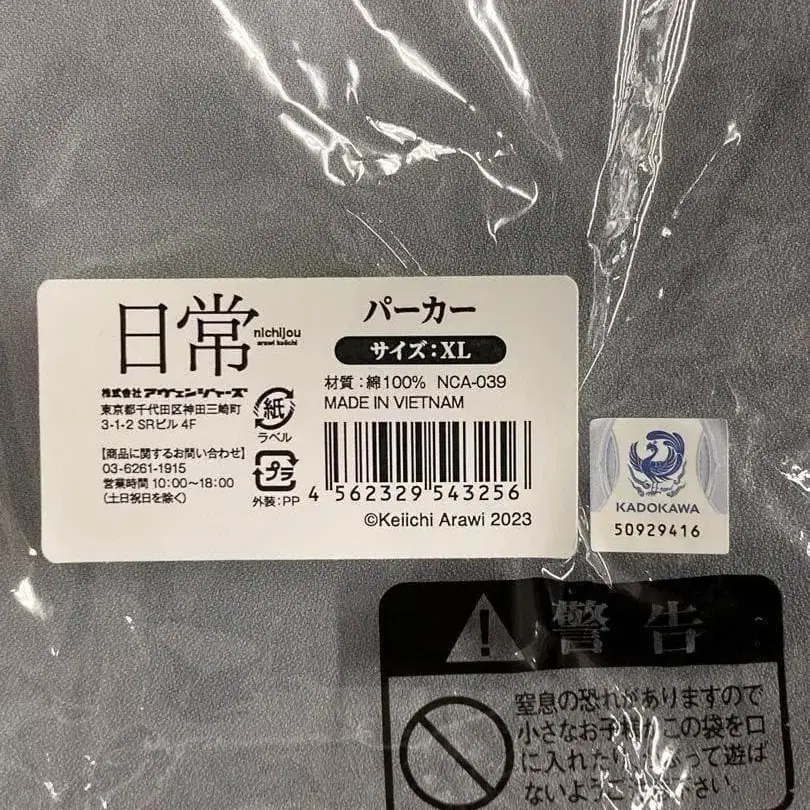 日常
nichijou
arawi keiichi
パーカー
サイズ:XL
材質:綿100% NCA-039
MADE IN VIETNAM
株式会社アヴェンジャーズ
東京都千代田区神田三崎町
3-1-2 SRビル4F
【商品に関するお問い合わせ】
03-6261-1915
営業時間 10:00～18:00
(土日祝日を除く)
紙
ラベル
プラ
外装:PP
4 562329 543256
©Keiichi Arawi 2023
KADOKAWA
50929416
警告
窒息の恐れがありますので
小さなお子様がこの袋を口
に入れたり、
って遊ば
ないようご
下さい。